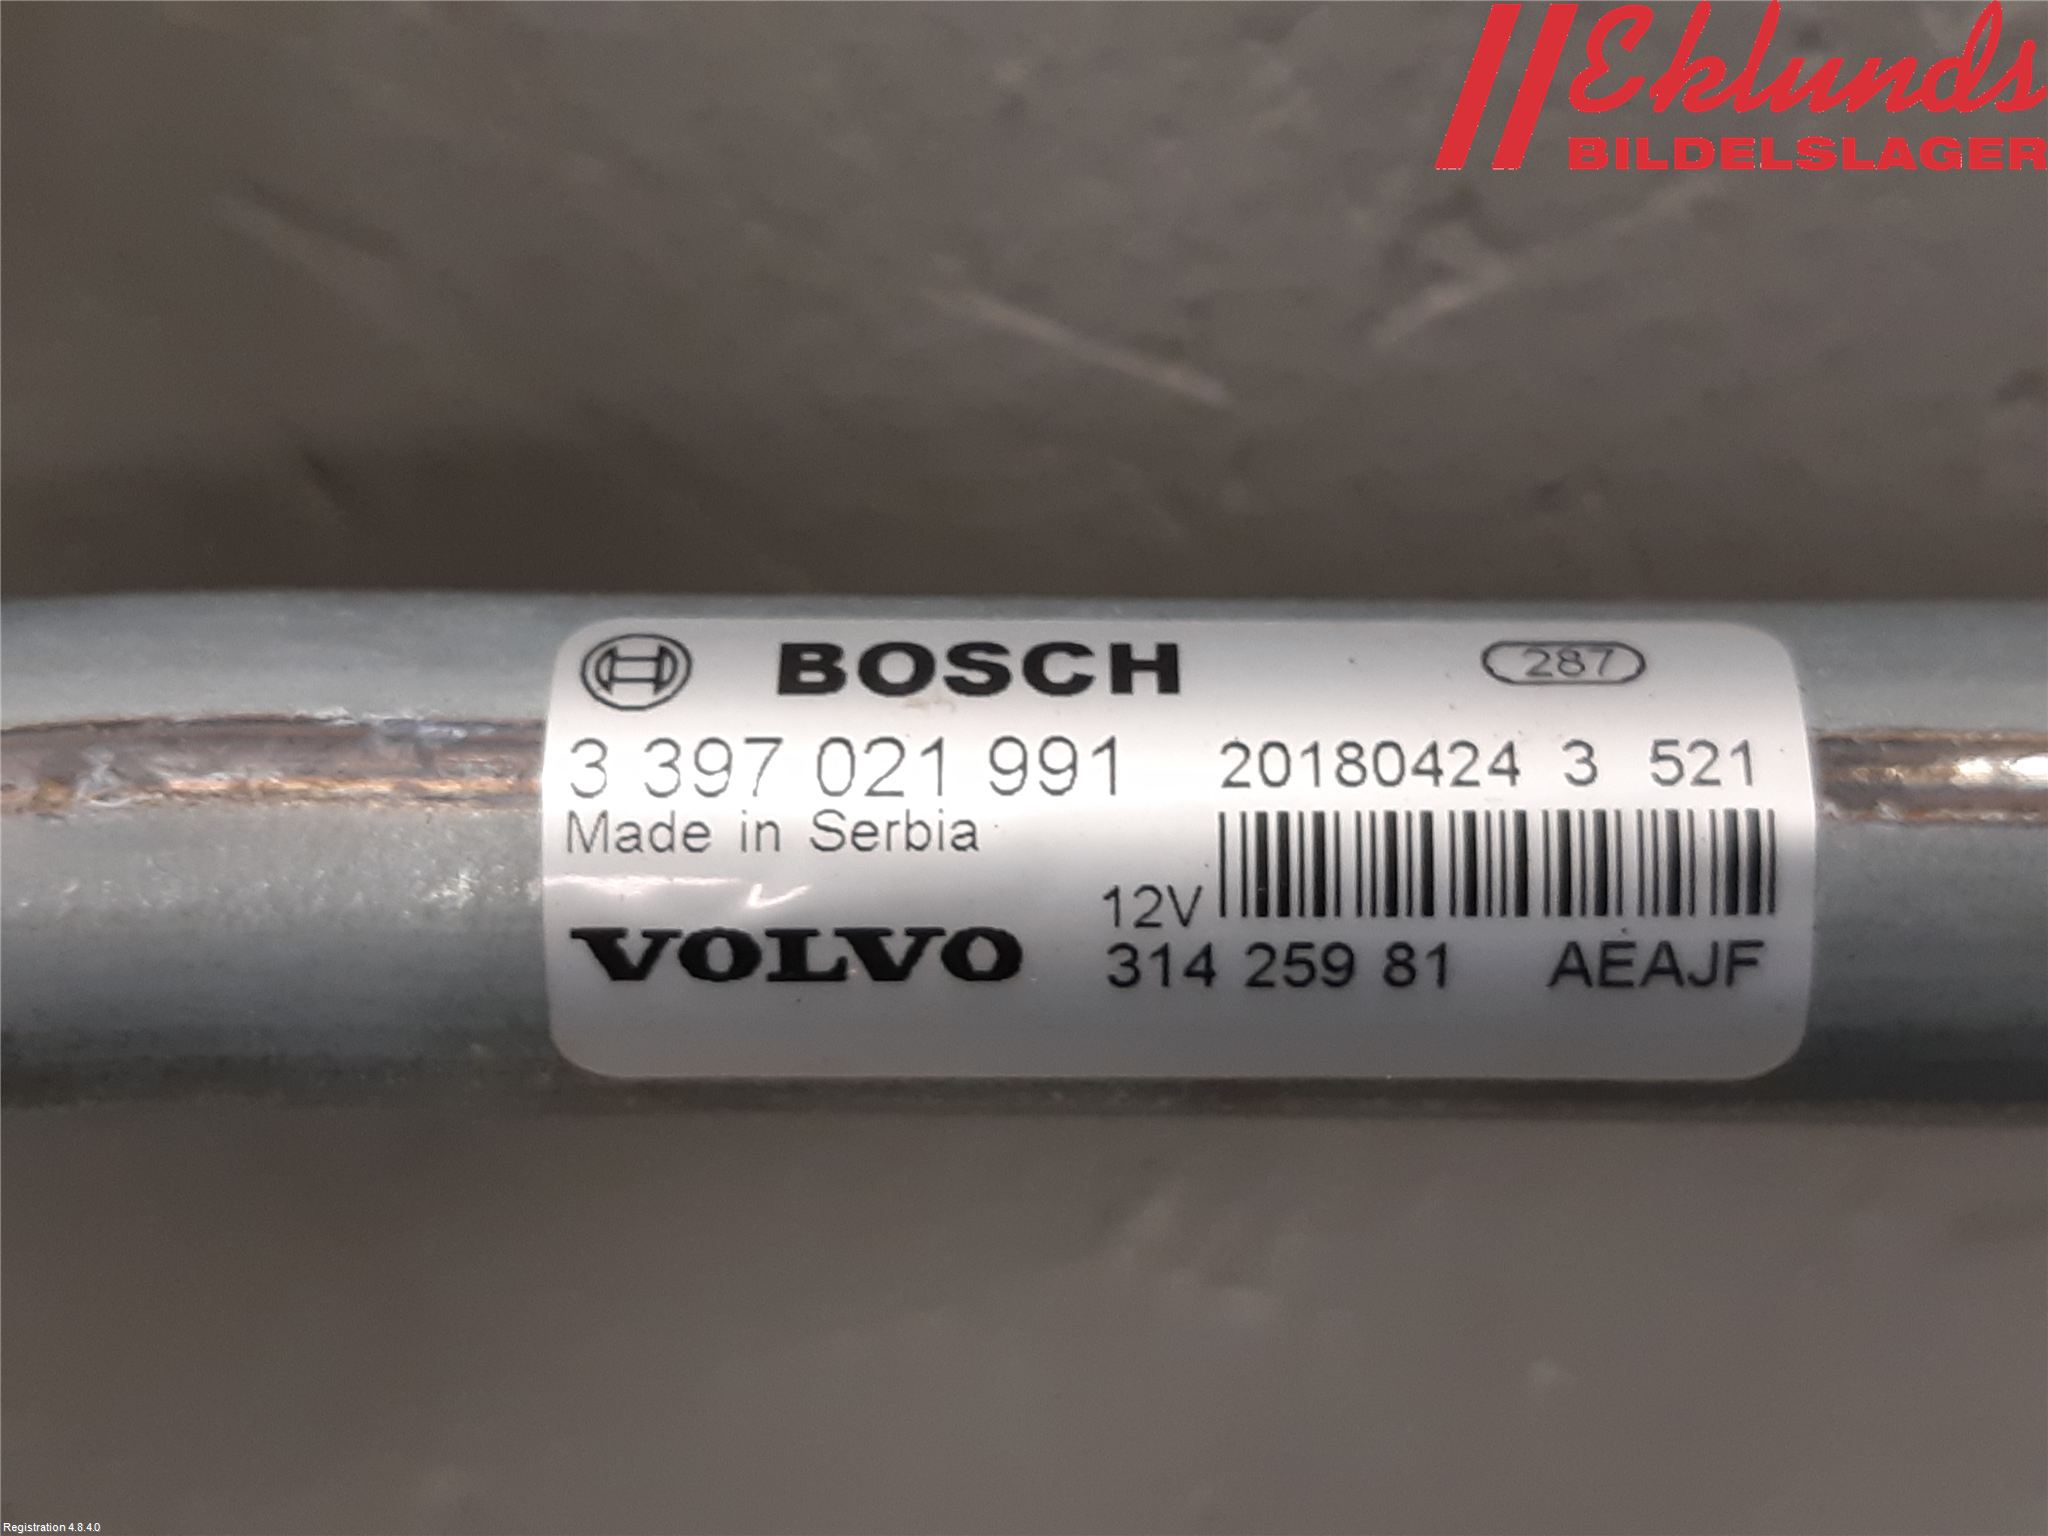 Eklunds
BILDELSLAGER
BOSCH 287
3 397 021 991 20180424 3 521
Made in Serbia
12V
VOLVO 314 259 81 AEAJF
Registration 4.8.4.0